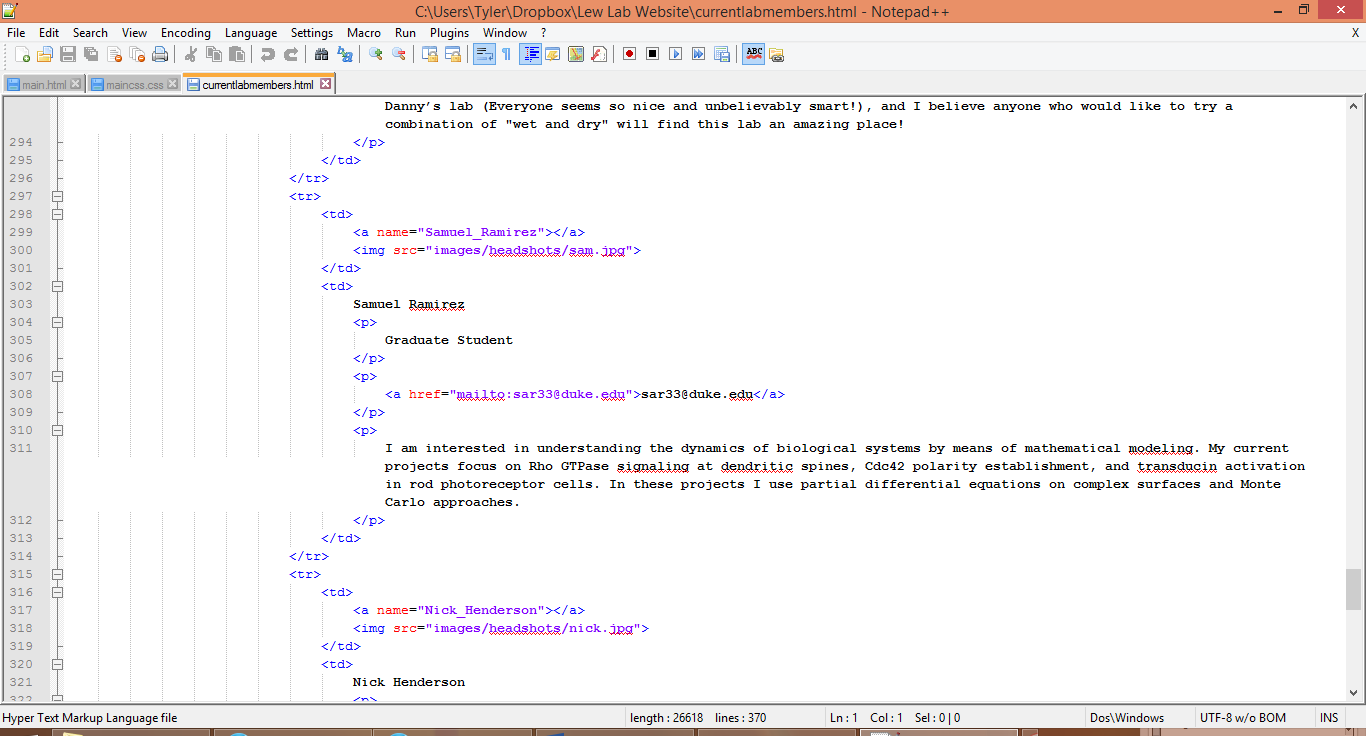 C:\Users\Tyler\Dropbox\Lew Lab Website\currentlabmembers.html - Notepad++
File Edit Search View Encoding Language Settings Macro Run Plugins Window ? X
ABC
main.html maincss.css currentlabmembers.html
Danny’s lab (Everyone seems so nice and unbelievably smart!), and I believe anyone who would like to try a
combination of "wet and dry" will find this lab an amazing place!
294 </p>
295 </td>
296 </tr>
297 <tr>
298 <td>
299 <a name="Samuel_Ramirez"></a>
300 <img src="images/headshots/sam.jpg">
301 </td>
302 <td>
303 Samuel Ramirez
304 <p>
305 Graduate Student
306 </p>
307 <p>
308 <a href="mailto:sar33@duke.edu">sar33@duke.edu</a>
309 </p>
310 <p>
311 I am interested in understanding the dynamics of biological systems by means of mathematical modeling. My current
projects focus on Rho GTPase signaling at dendritic spines, Cdc42 polarity establishment, and transducin activation
in rod photoreceptor cells. In these projects I use partial differential equations on complex surfaces and Monte
Carlo approaches.
312 </p>
313 </td>
314 </tr>
315 <tr>
316 <td>
317 <a name="Nick_Henderson"></a>
318 <img src="images/headshots/nick.jpg">
319 </td>
320 <td>
321 Nick Henderson
322 <p>
Hyper Text Markup Language file length : 26618 lines : 370 Ln : 1 Col : 1 Sel : 0 | 0 Dos\Windows UTF-8 w/o BOM INS